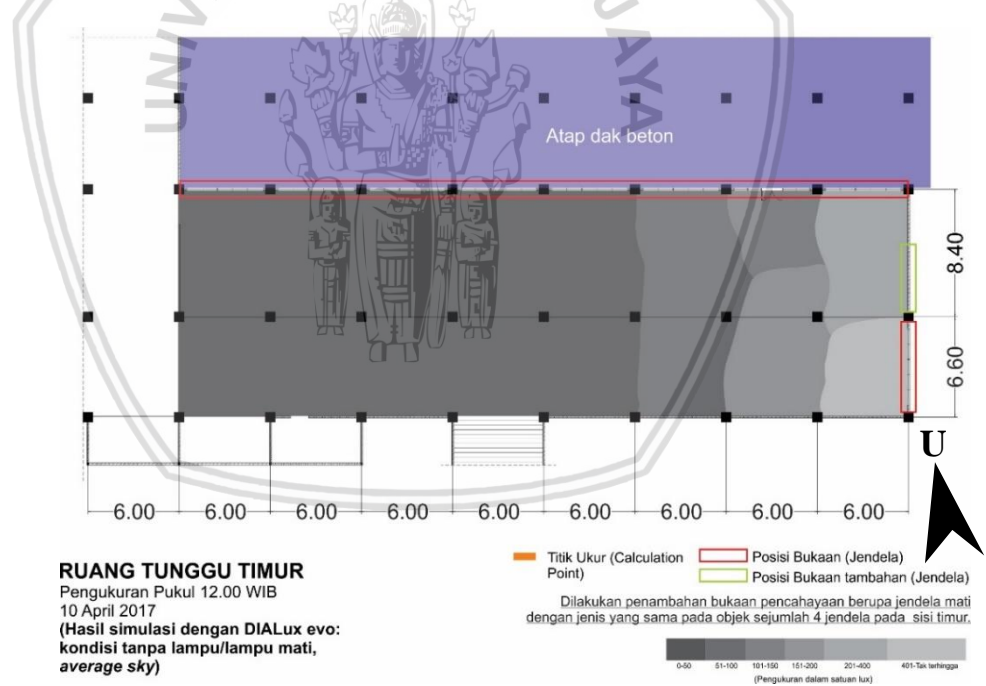 UNIV
UJAYA
Atap dak beton
8.40
6.60
U
6.00 6.00 6.00 6.00 6.00 6.00 6.00 6.00 6.00
RUANG TUNGGU TIMUR
Pengukuran Pukul 12.00 WIB
10 April 2017
(Hasil simulasi dengan DIALux evo:
kondisi tanpa lampu/lampu mati,
average sky)
Titik Ukur (Calculation
Point)
Posisi Bukaan (Jendela)
Posisi Bukaan tambahan (Jendela)
Dilakukan penambahan bukaan pencahayaan berupa jendela mati
dengan jenis yang sama pada objek sejumlah 4 jendela pada sisi timur.
0-50 51-100 101-150 151-200 201-400 401-Tak terhingga
(Pengukuran dalam satuan lux)